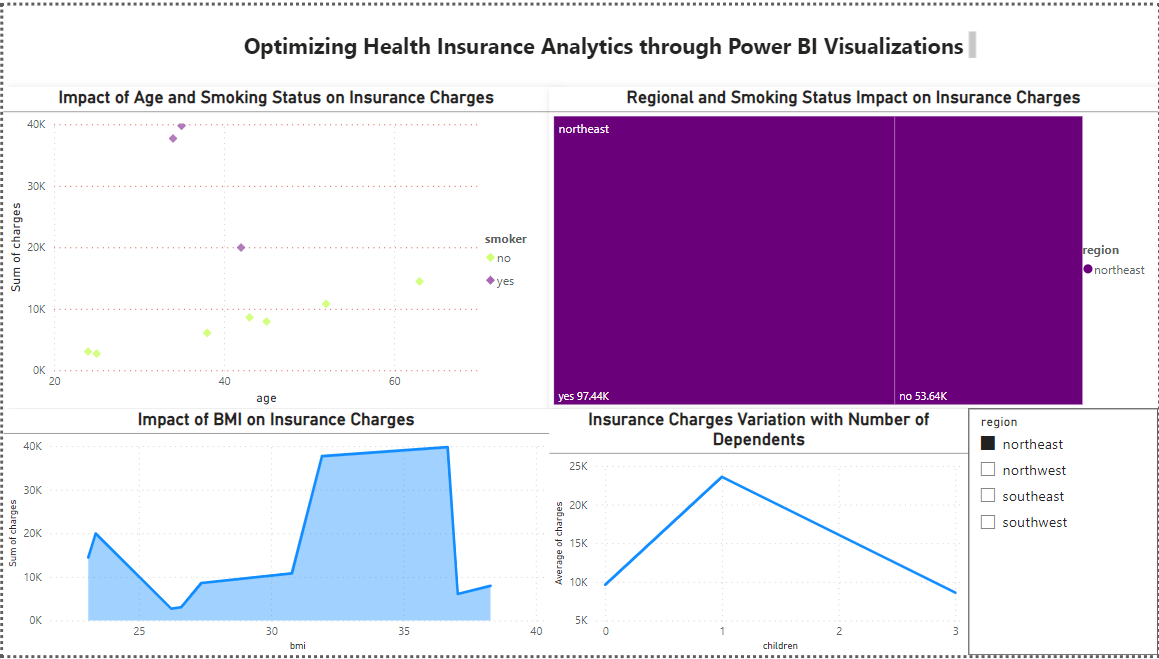 Optimizing Health Insurance Analytics through Power BI Visualizations
Impact of Age and Smoking Status on Insurance Charges
40K
30K
20K
10K
0K
20
40
60
Sum of charges
age
smoker
no
yes
Regional and Smoking Status Impact on Insurance Charges
northeast
yes 97.44K
no 53.64K
region
northeast
Impact of BMI on Insurance Charges
40K
30K
20K
10K
0K
25
30
35
40
Sum of charges
bmi
Insurance Charges Variation with Number of
Dependents
25K
20K
15K
10K
5K
0
1
2
3
Average of charges
children
region
northeast
northwest
southeast
southwest